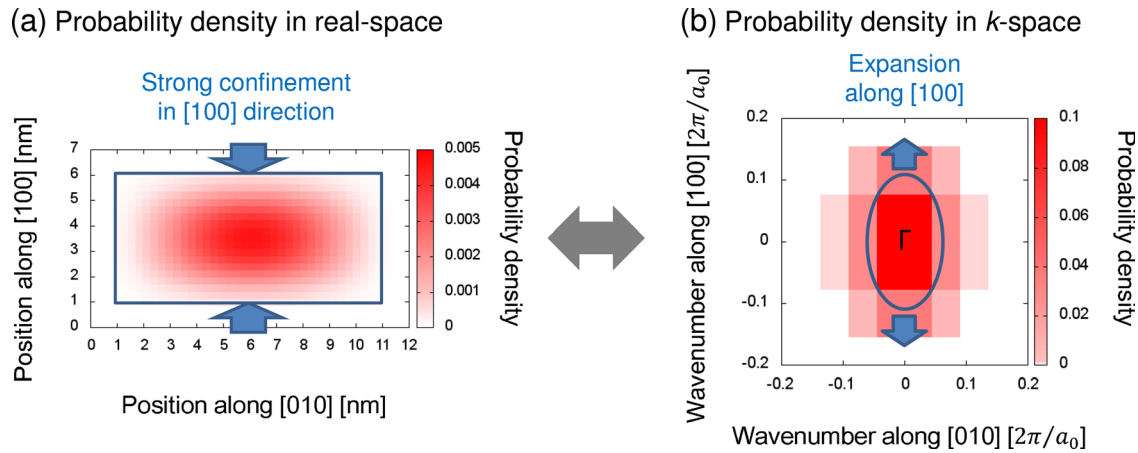 (a) Probability density in real-space
Strong confinement
in [100] direction
Position along [100] [nm]
7
6
5
4
3
2
1
0
0 1 2 3 4 5 6 7 8 9 10 11 12
Position along [010] [nm]
0.005
0.004
0.003
0.002
0.001
0
Probability density
(b) Probability density in k-space
Expansion
along [100]
Wavenumber along [100] [2π/a₀]
0.2
0.1
0
-0.1
-0.2
Γ
-0.2 -0.1 0 0.1 0.2
Wavenumber along [010] [2π/a₀]
0.1
0.08
0.06
0.04
0.02
0
Probability density